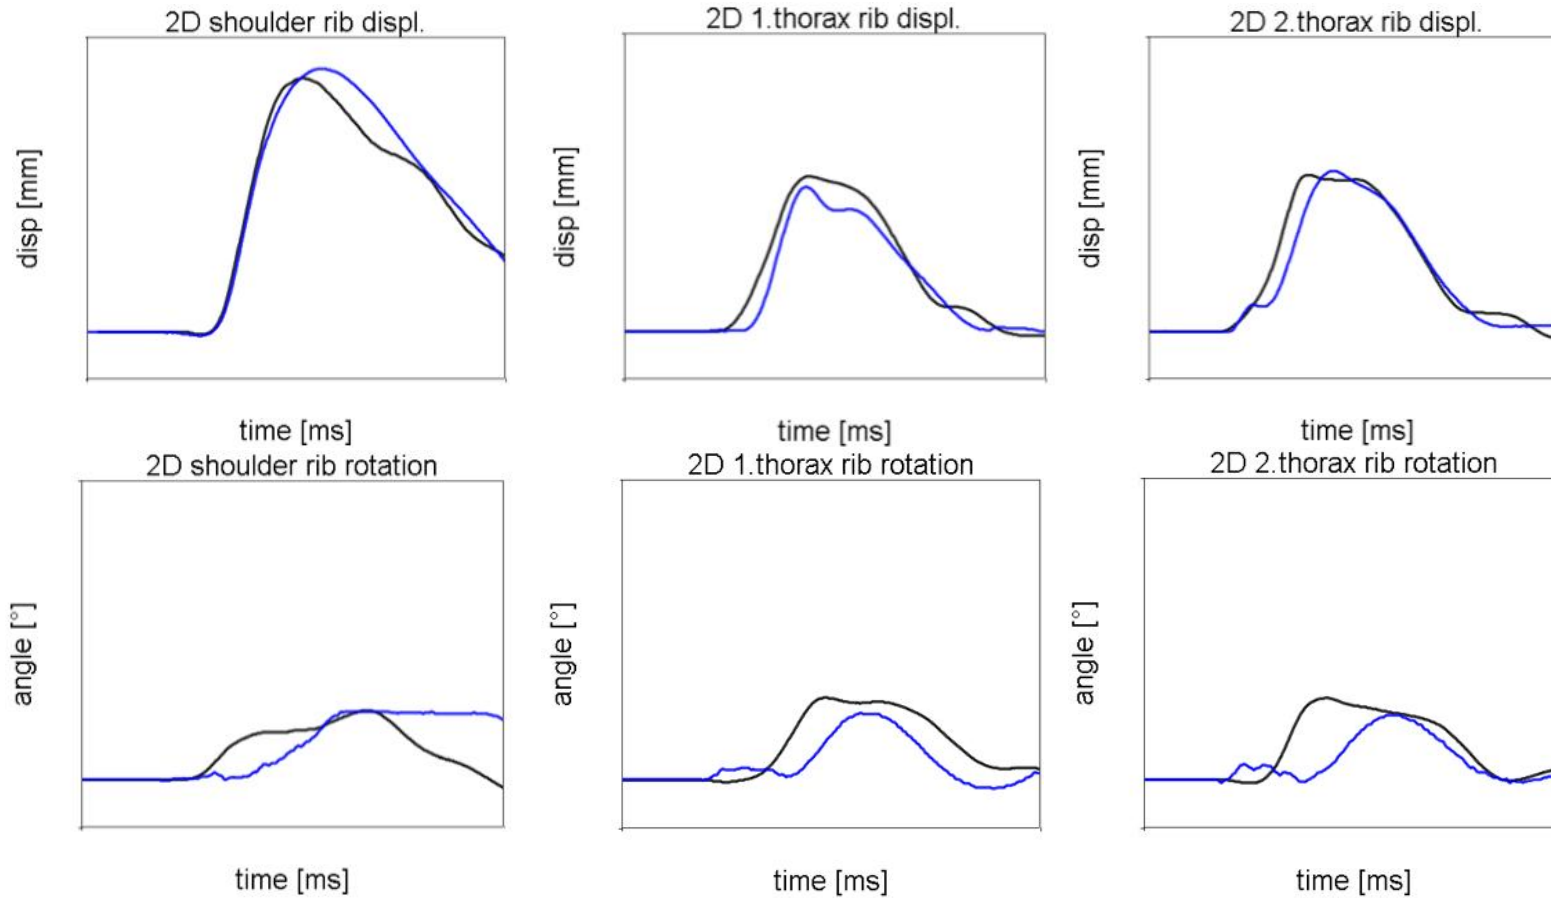 2D shoulder rib displ.
2D 1.thorax rib displ.
2D 2.thorax rib displ.
disp [mm]
disp [mm]
disp [mm]
time [ms]
time [ms]
time [ms]
2D shoulder rib rotation
2D 1.thorax rib rotation
2D 2.thorax rib rotation
angle [°]
angle [°]
angle [°]
time [ms]
time [ms]
time [ms]